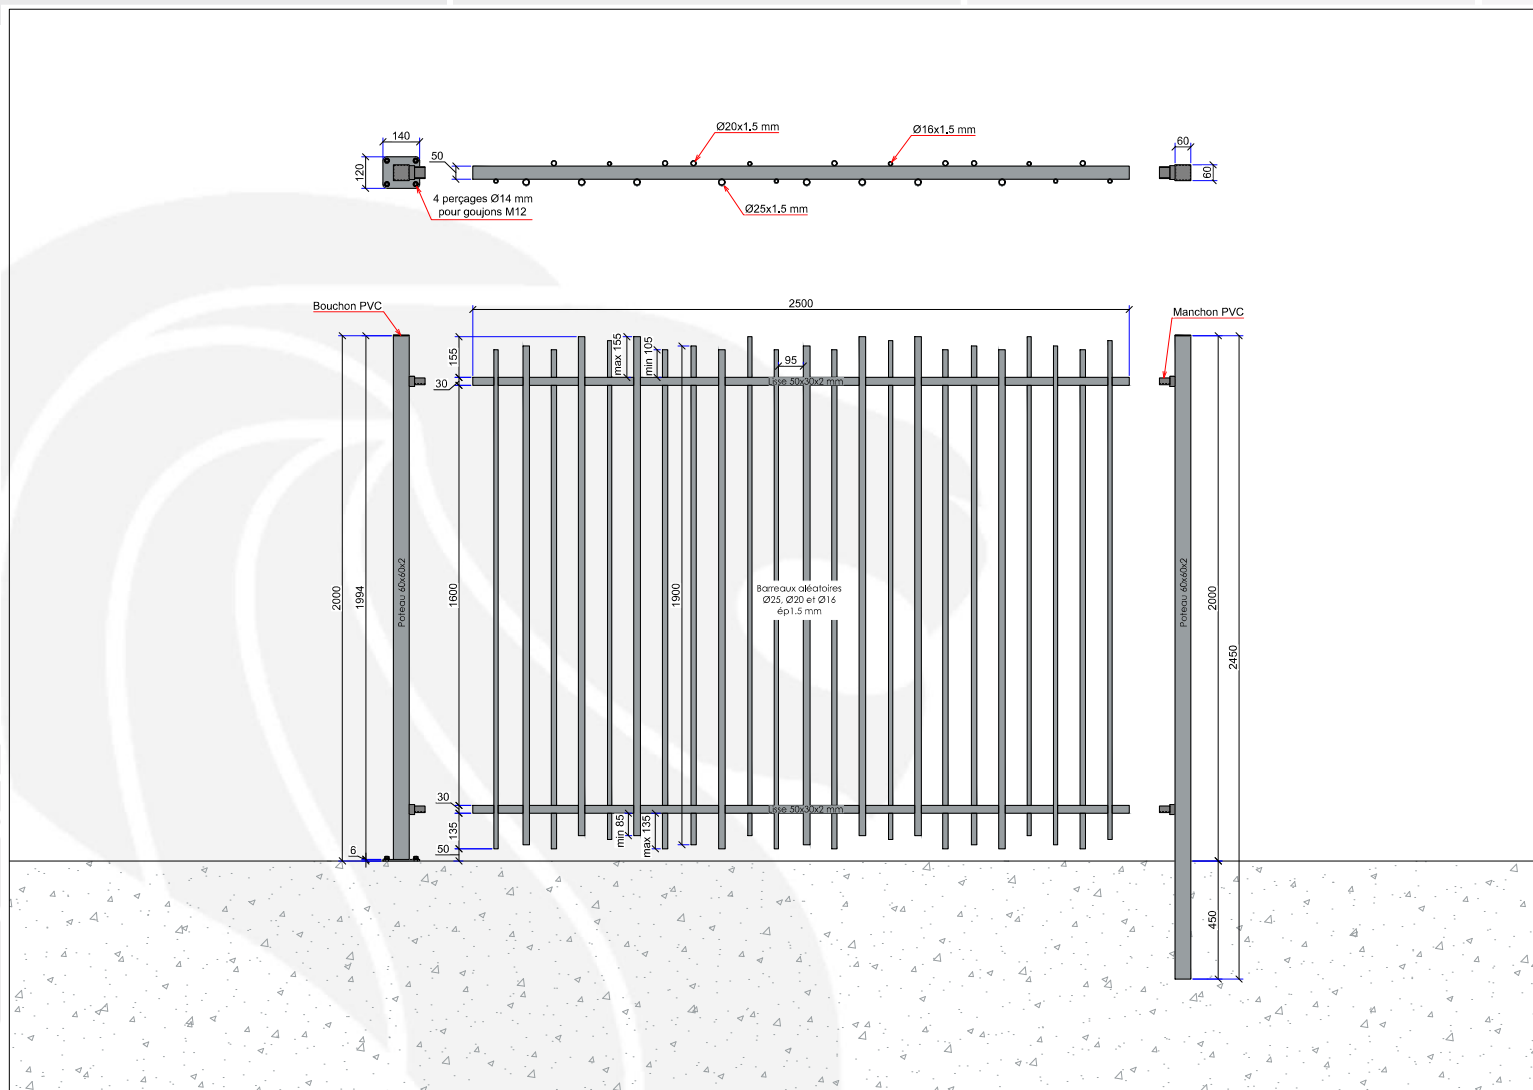 140
120
50
Ø20x1.5 mm
Ø16x1.5 mm
60
60
4 perçages Ø14 mm
pour goujons M12
Ø25x1.5 mm
Bouchon PVC
2500
Manchon PVC
155
max 155
min 105
95
30
Lisse 50x30x2 mm
2000
1994
Poteau 60x60x2
1600
1900
Barreaux aléatoires
Ø25, Ø20 et Ø16
ép1.5 mm
Poteau 60x60x2
2000
2450
30
Lisse 50x30x2 mm
135
min 85
max 135
6
50
450